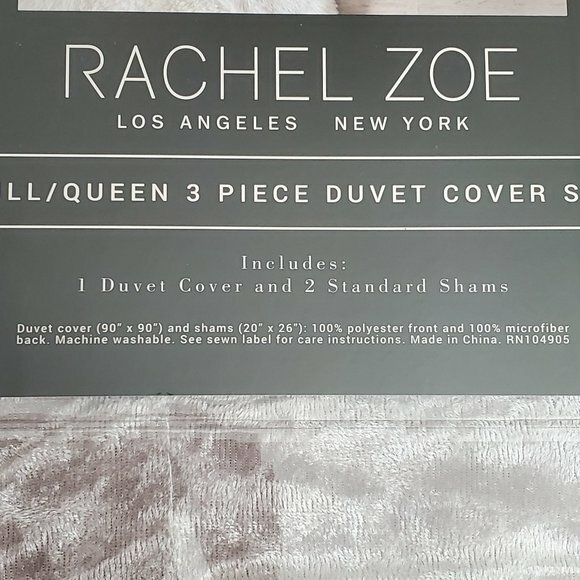 RACHEL ZOE
LOS ANGELES NEW YORK
LL/QUEEN 3 PIECE DUVET COVER S
Includes:
1 Duvet Cover and 2 Standard Shams
Duvet cover (90" x 90") and shams (20" x 26"): 100% polyester front and 100% microfiber
back. Machine washable. See sewn label for care instructions. Made in China. RN104905